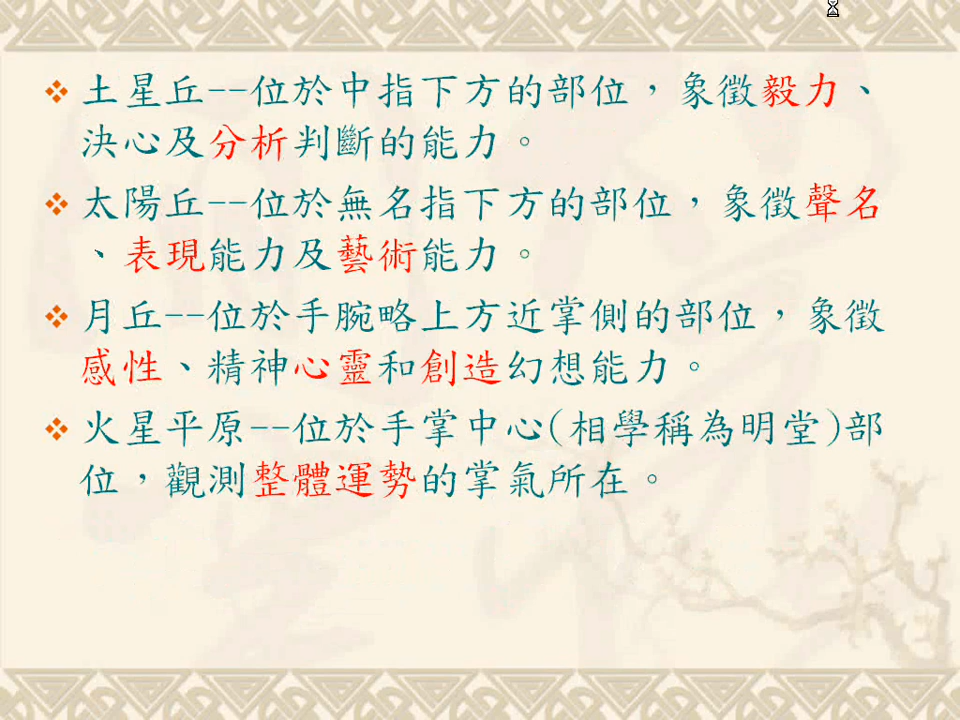 ❖ 土星丘--位於中指下方的部位，象徵毅力、
決心及分析判斷的能力。
❖ 太陽丘--位於無名指下方的部位，象徵聲名
、表現能力及藝術能力。
❖ 月丘--位於手腕略上方近掌側的部位，象徵
感性、精神心靈和創造幻想能力。
❖ 火星平原--位於手掌中心(相學稱為明堂)部
位，觀測整體運勢的掌氣所在。